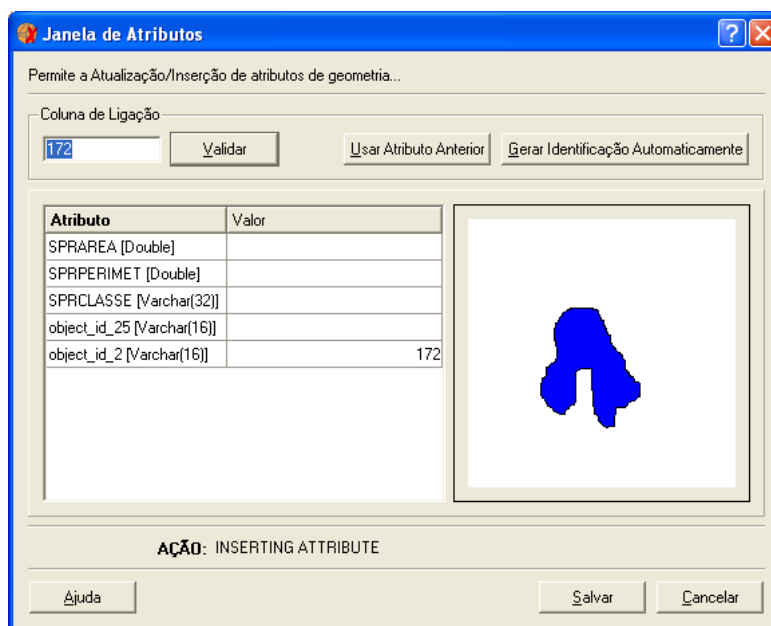 Janela de Atributos
Permite a Atualização/Inserção de atributos de geometria...
Coluna de Ligação
172 Validar Usar Atributo Anterior Gerar Identificação Automaticamente
Atributo Valor
SPRAREA [Double]
SPRPERIMET [Double]
SPRCLASSE [Varchar(32)]
object_id_25 [Varchar(16)]
object_id_2 [Varchar(16)] 172
AÇÃO: INSERTING ATTRIBUTE
Ajuda Salvar Cancelar